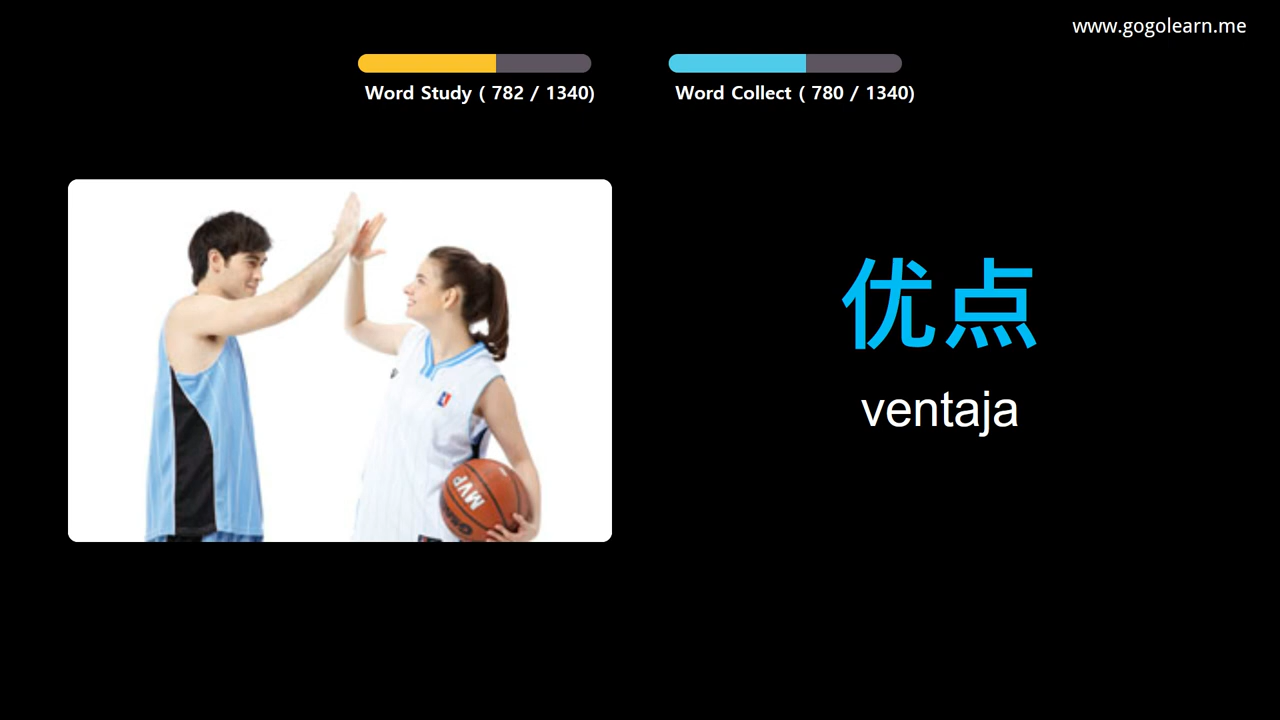 www.gogolearn.me
Word Study ( 782 / 1340)
Word Collect ( 780 / 1340)
优点
ventaja
MVP